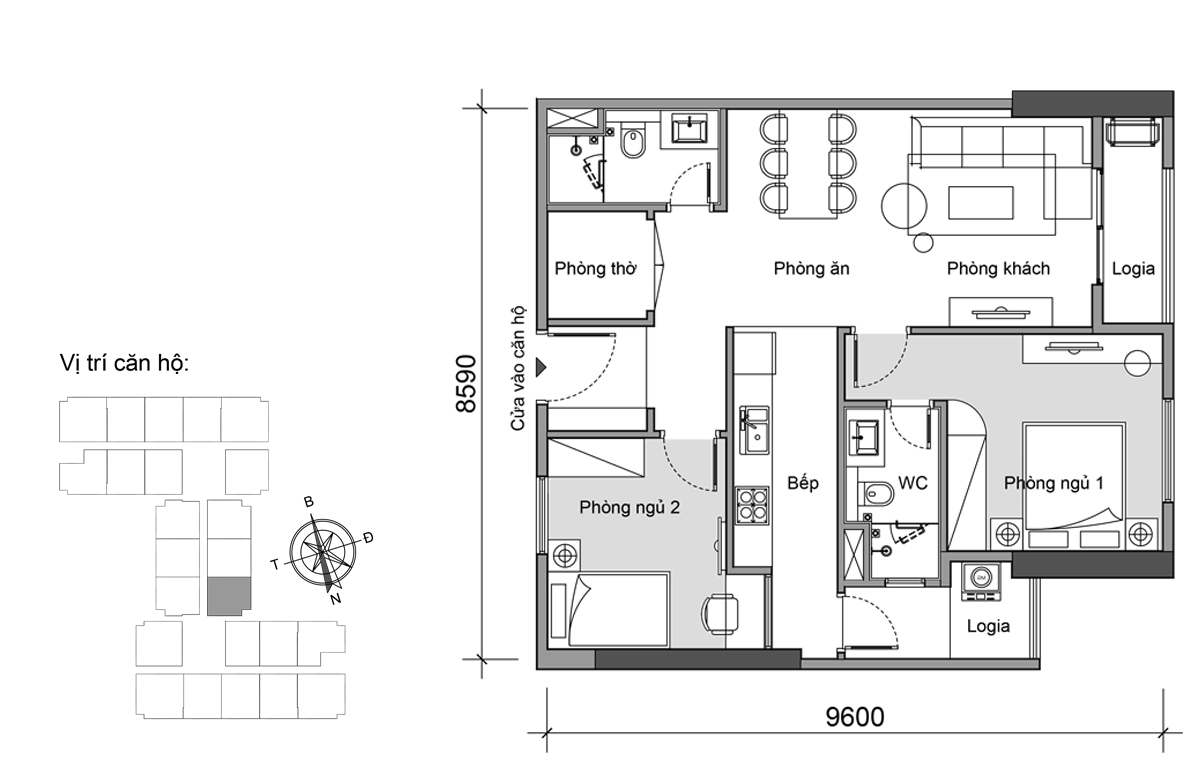 Phòng thờ
Phòng ăn
Phòng khách
Logia
Cửa vào căn hộ
8590
Vị trí căn hộ:
Bếp
WC
Phòng ngủ 1
Phòng ngủ 2
B
Đ
T
N
Logia
9600